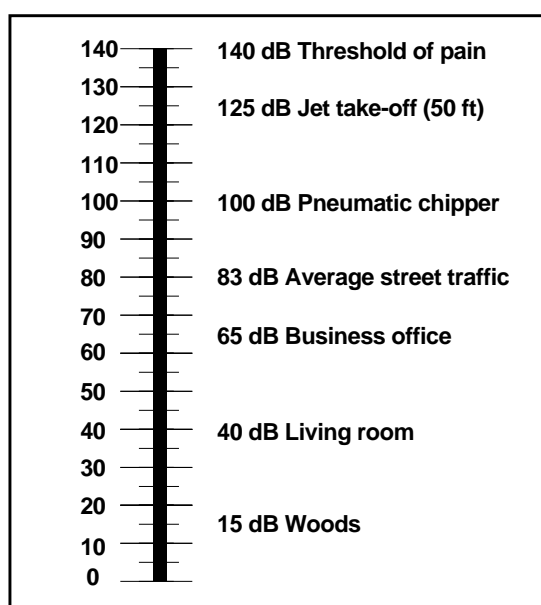 140 140 dB Threshold of pain
130
125 dB Jet take-off (50 ft)
120
110
100 100 dB Pneumatic chipper
90
80 83 dB Average street traffic
70
65 dB Business office
60
50
40 40 dB Living room
30
20
15 dB Woods
10
0